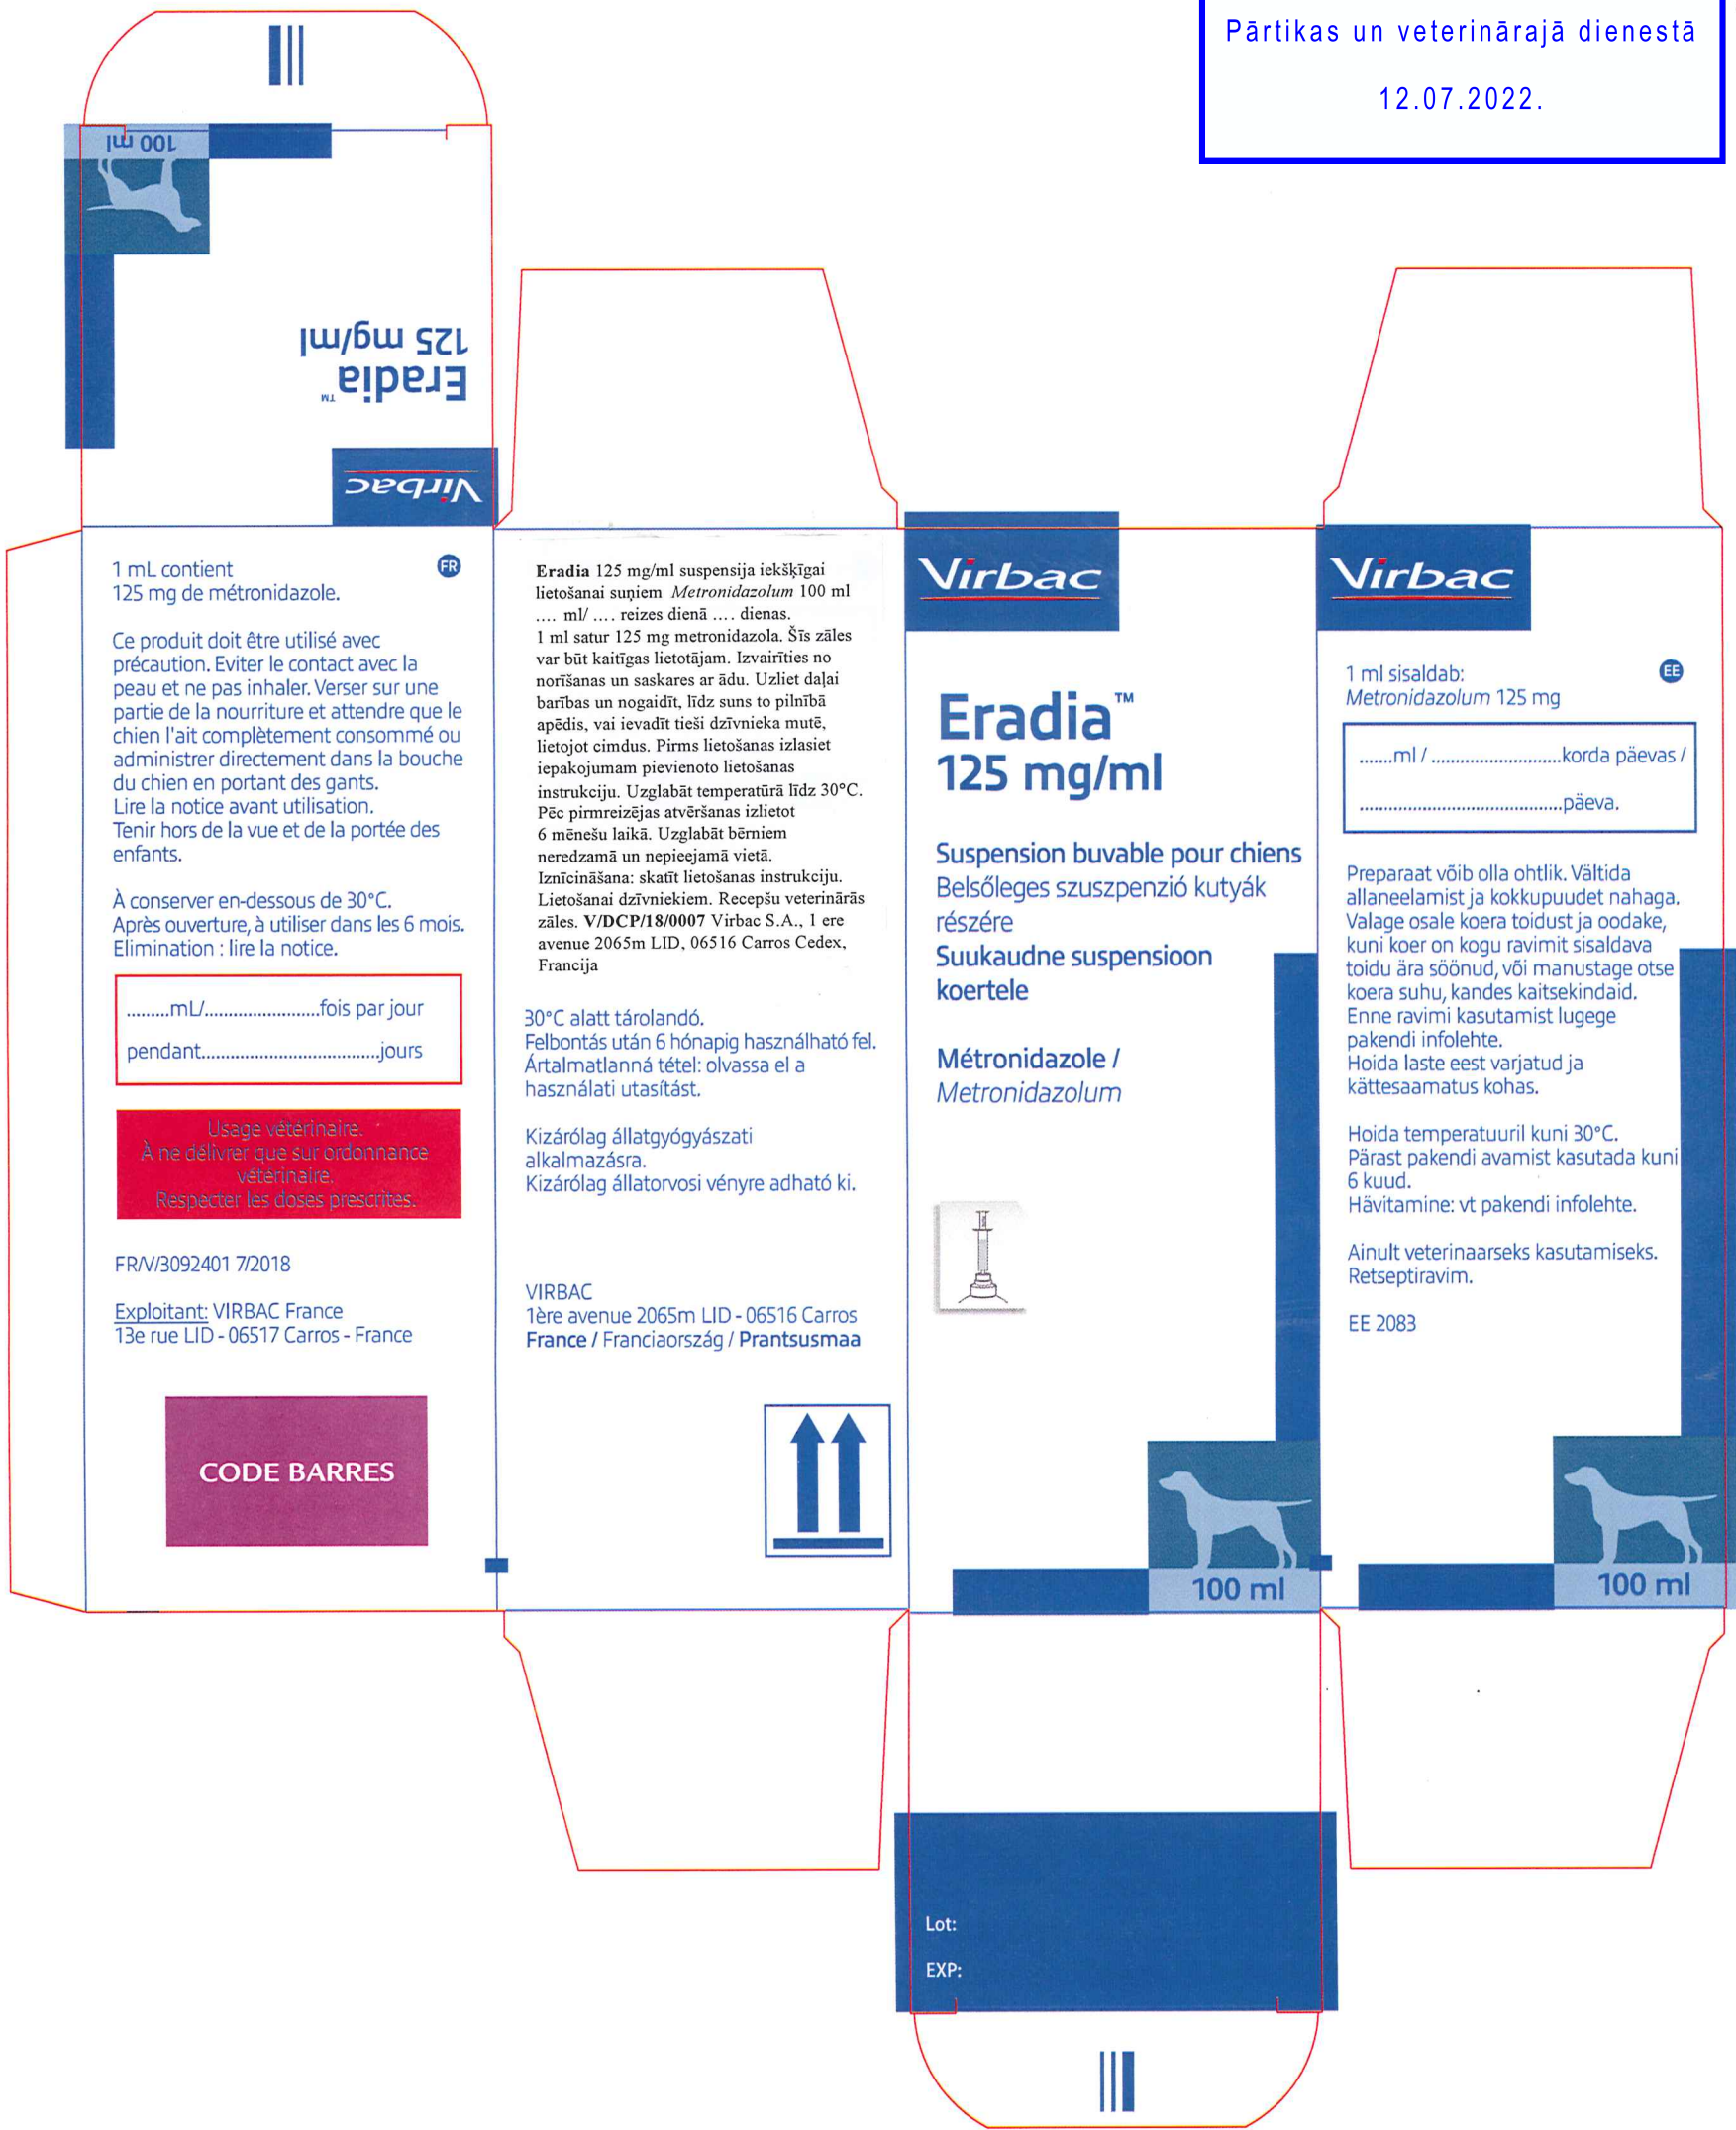 Pārtikas un veterinārajā dienestā
12.07.2022.
100 ml
Eradia™
125 mg/ml
Virbac
1 mL contient
125 mg de métronidazole.
FR
Ce produit doit être utilisé avec
précaution. Eviter le contact avec la
peau et ne pas inhaler. Verser sur une
partie de la nourriture et attendre que le
chien l'ait complètement consommé ou
administrer directement dans la bouche
du chien en portant des gants.
Lire la notice avant utilisation.
Tenir hors de la vue et de la portée des
enfants.
À conserver en-dessous de 30°C.
Après ouverture, à utiliser dans les 6 mois.
Elimination : lire la notice.
.........mL/........................fois par jour
pendant.....................................jours
Usage vétérinaire.
À ne délivrer que sur ordonnance
vétérinaire.
Respecter les doses prescrites.
FR/V/3092401 7/2018
Exploitant: VIRBAC France
13e rue LID - 06517 Carros - France
CODE BARRES
Eradia 125 mg/ml suspensija iekšķīgai
lietošanai suņiem Metronidazolum 100 ml
.... ml/ .... reizes dienā .... dienas.
1 ml satur 125 mg metronidazola. Šīs zāles
var būt kaitīgas lietotājam. Izvairīties no
norīšanas un saskares ar ādu. Uzliet daļai
barības un nogaidīt, līdz suns to pilnībā
apēdis, vai ievadīt tieši dzīvnieka mutē,
lietojot cimdus. Pirms lietošanas izlasiet
iepakojumam pievienoto lietošanas
instrukciju. Uzglabāt temperatūrā līdz 30°C.
Pēc pirmreizējas atvēršanas izlietot
6 mēnešu laikā. Uzglabāt bērniem
neredzamā un nepieejamā vietā.
Iznīcināšana: skatīt lietošanas instrukciju.
Lietošanai dzīvniekiem. Recepšu veterinārās
zāles. V/DCP/18/0007 Virbac S.A., 1 ere
avenue 2065m LID, 06516 Carros Cedex,
Francija
30°C alatt tárolandó.
Felbontás után 6 hónapig használható fel.
Ártalmatlanná tétel: olvassa el a
használati utasítást.
Kizárólag állatgyógyászati
alkalmazásra.
Kizárólag állatorvosi vényre adható ki.
VIRBAC
1ère avenue 2065m LID - 06516 Carros
France / Franciaország / Prantsusmaa
Virbac
Eradia™
125 mg/ml
Suspension buvable pour chiens
Belsőleges szuszpenzió kutyák
részére
Suukaudne suspensioon
koertele
Métronidazole /
Metronidazolum
100 ml
Virbac
1 ml sisaldab:
Metronidazolum 125 mg
EE
.......ml / ...........................korda päevas /
..........................................päeva.
Preparaat võib olla ohtlik. Vältida
allaneelamist ja kokkupuudet nahaga.
Valage osale koera toidust ja oodake,
kuni koer on kogu ravimit sisaldava
toidu ära söönud, või manustage otse
koera suhu, kandes kaitsekindaid.
Enne ravimi kasutamist lugege
pakendi infolehte.
Hoida laste eest varjatud ja
kättesaamatus kohas.
Hoida temperatuuril kuni 30°C.
Pärast pakendi avamist kasutada kuni
6 kuud.
Hävitamine: vt pakendi infolehte.
Ainult veterinaarseks kasutamiseks.
Retseptiravim.
EE 2083
100 ml
Lot:
EXP: